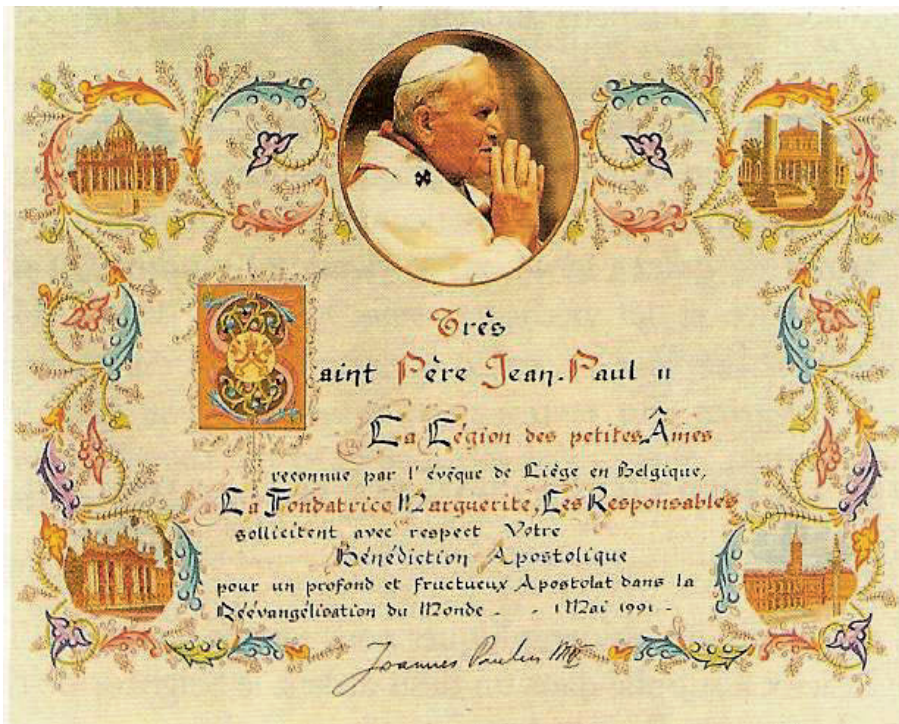 Très
Saint Père Jean-Paul II
La Légion des petites Âmes
reconnue par l'évêque de Liège en Belgique,
La Fondatrice Marguerite, Les Responsables
sollicitent avec respect Votre
Bénédiction Apostolique
pour un profond et fructueux Apostolat dans la
Réévangélisation du Monde - - 1 Mai 1991 -
Joannes Paulus II